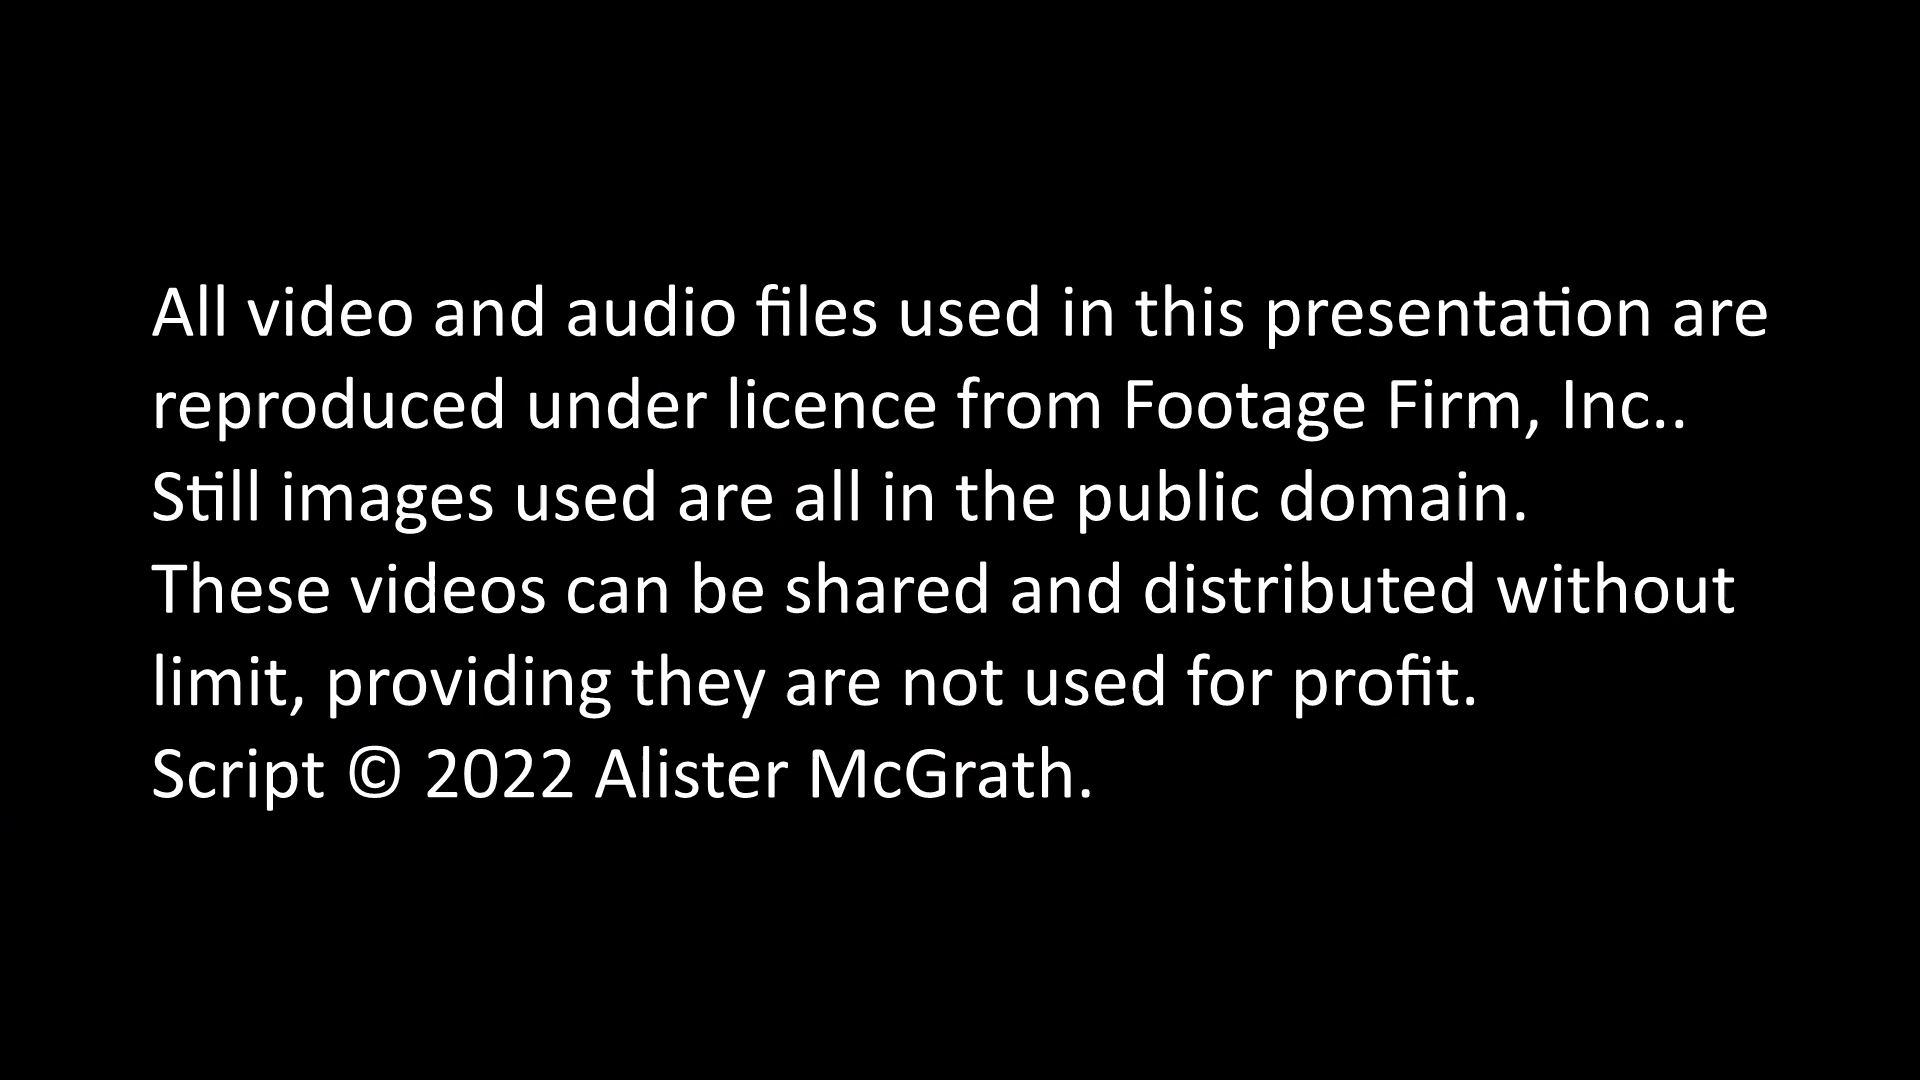 All video and audio files used in this presentation are
reproduced under licence from Footage Firm, Inc..
Still images used are all in the public domain.
These videos can be shared and distributed without
limit, providing they are not used for profit.
Script © 2022 Alister McGrath.